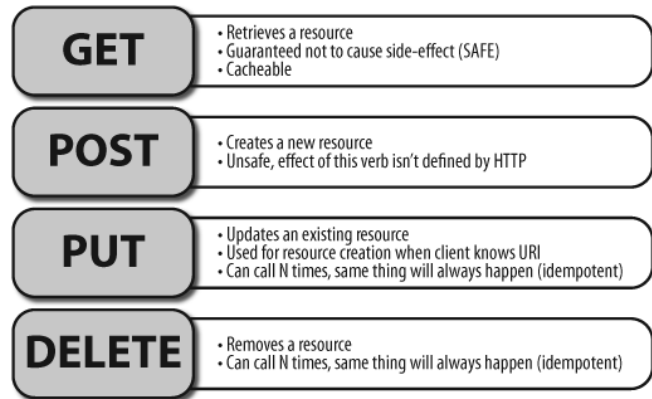 GET
• Retrieves a resource
• Guaranteed not to cause side-effect (SAFE)
• Cacheable
POST
• Creates a new resource
• Unsafe, effect of this verb isn't defined by HTTP
PUT
• Updates an existing resource
• Used for resource creation when client knows URI
• Can call N times, same thing will always happen (idempotent)
DELETE
• Removes a resource
• Can call N times, same thing will always happen (idempotent)